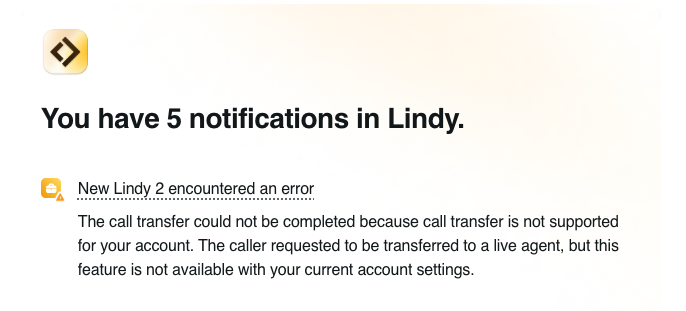 You have 5 notifications in Lindy.
New Lindy 2 encountered an error
The call transfer could not be completed because call transfer is not supported
for your account. The caller requested to be transferred to a live agent, but this
feature is not available with your current account settings.